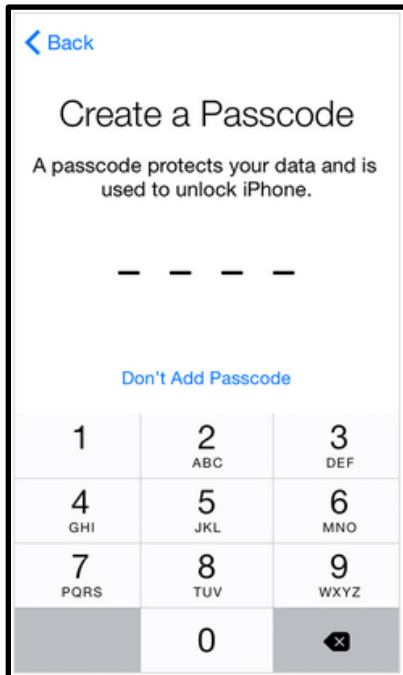 Back
Create a Passcode
A passcode protects your data and is
used to unlock iPhone.
– – – –
Don't Add Passcode
1 2 3
ABC DEF
4 5 6
GHI JKL MNO
7 8 9
PQRS TUV WXYZ
0